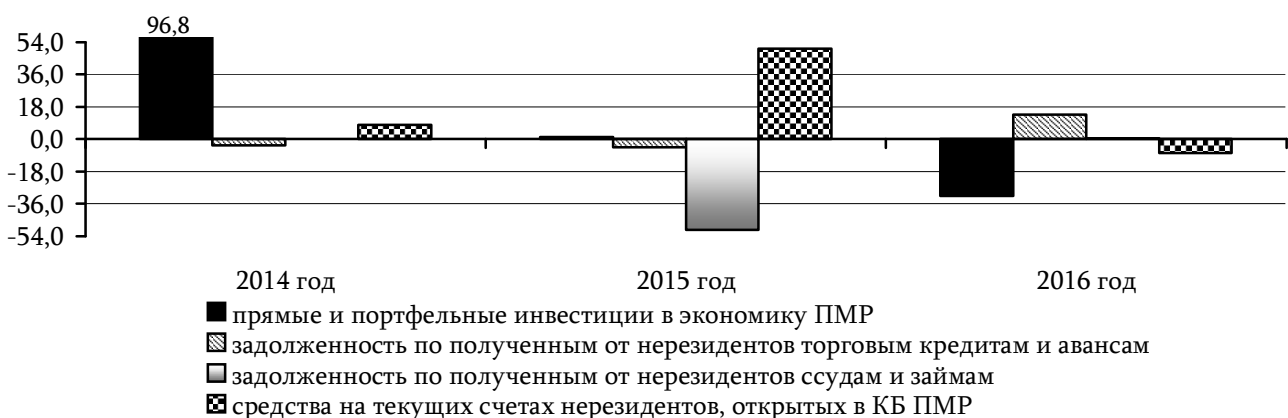 96,8
54,0
36,0
18,0
0,0
-18,0
-36,0
-54,0
2014 год 2015 год 2016 год
прямые и портфельные инвестиции в экономику ПМР
задолженность по полученным от нерезидентов торговым кредитам и авансам
задолженность по полученным от нерезидентов ссудам и займам
средства на текущих счетах нерезидентов, открытых в КБ ПМР